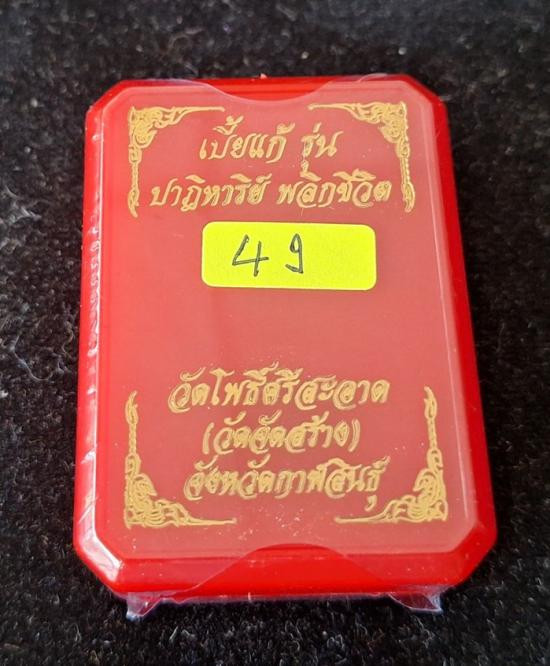 เบี้ยแก้ รุ่น
ปาฏิหาริย์ พลิกชีวิต
49
วัดโพธิ์ศรีสะอาด
(วัดจัดสร้าง)
จังหวัดกาฬสินธุ์